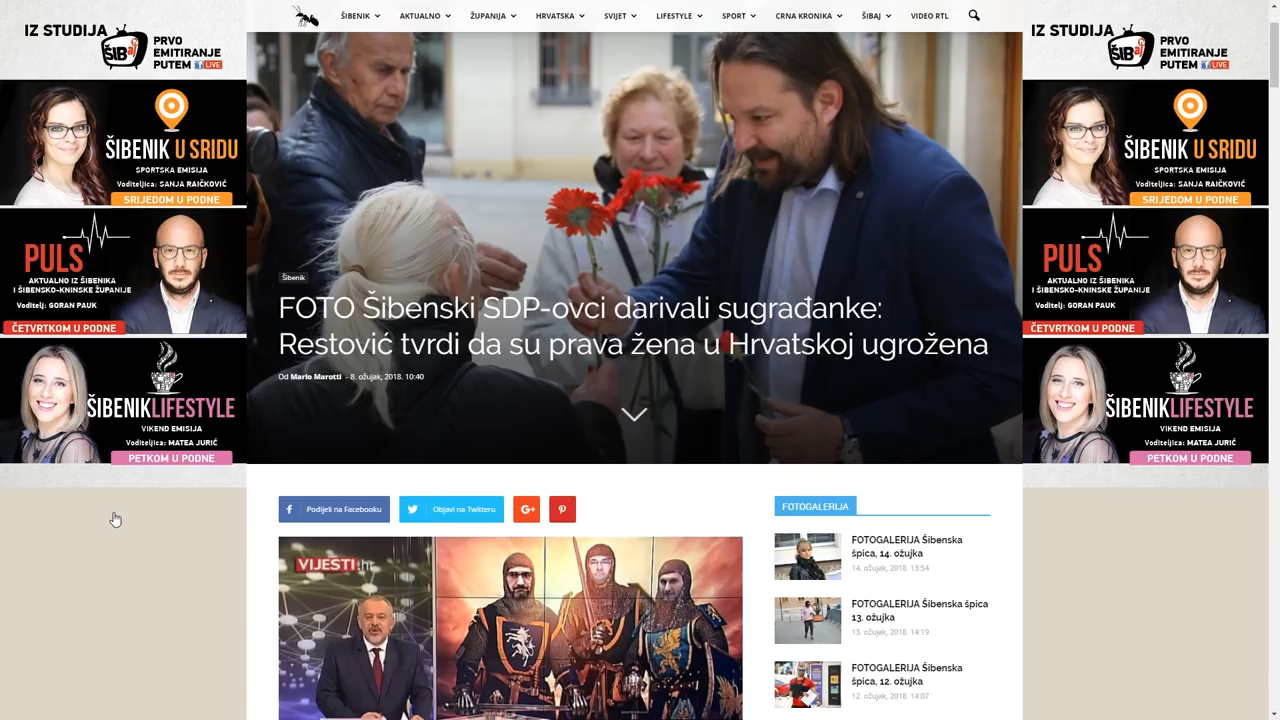 ŠIBENIK
AKTUALNO
ŽUPANIJA
HRVATSKA
SVIJET
LIFESTYLE
SPORT
CRNA KRONIKA
ŠIBAJ
VIDEO RTL
IZ STUDIJA
ŠIBaj
PRVO
EMITIRANJE
PUTEM f LIVE
ŠIBENIK U SRIDU
SPORTSKA EMISIJA
Voditeljica: SANJA RAIČKOVIĆ
SRIJEDOM U PODNE
PULS
AKTUALNO IZ ŠIBENIKA
I ŠIBENSKO-KNINSKE ŽUPANIJE
Voditelj: GORAN PAUK
ČETVRTKOM U PODNE
ŠIBENIKLIFESTYLE
VIKEND EMISIJA
Voditeljica: MATEA JURIĆ
PETKOM U PODNE
Šibenik
FOTO Šibenski SDP-ovci darivali sugrađanke:
Restović tvrdi da su prava žena u Hrvatskoj ugrožena
Od Mario Marotti - 8. ožujak, 2018. 10:40
Podijeli na Facebooku
Objavi na Twitteru
G+
VIJESTI.hr
FOTOGALERIJA
FOTOGALERIJA Šibenska
špica, 14. ožujka
14. ožujak, 2018. 13:54
FOTOGALERIJA Šibenska špica
13. ožujka
13. ožujak, 2018. 14:19
FOTOGALERIJA Šibenska
špica, 12. ožujka
12. ožujak, 2018. 14:07
IZ STUDIJA
ŠIBaj
PRVO
EMITIRANJE
PUTEM f LIVE
ŠIBENIK U SRIDU
SPORTSKA EMISIJA
Voditeljica: SANJA RAIČKOVIĆ
SRIJEDOM U PODNE
PULS
AKTUALNO IZ ŠIBENIKA
I ŠIBENSKO-KNINSKE ŽUPANIJE
Voditelj: GORAN PAUK
ČETVRTKOM U PODNE
ŠIBENIKLIFESTYLE
VIKEND EMISIJA
Voditeljica: MATEA JURIĆ
PETKOM U PODNE